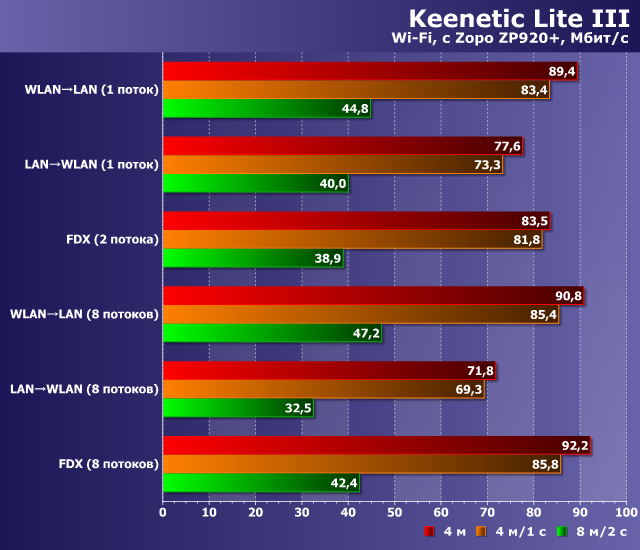 Keenetic Lite III
Wi-Fi, с Zopo ZP920+, Мбит/с
WLAN→LAN (1 поток)
89,4
83,4
44,8
LAN→WLAN (1 поток)
77,6
73,3
40,0
FDX (2 потока)
83,5
81,8
38,9
WLAN→LAN (8 потоков)
90,8
85,4
47,2
LAN→WLAN (8 потоков)
71,8
69,3
32,5
FDX (8 потоков)
92,2
85,8
42,4
0 10 20 30 40 50 60 70 80 90 100
4 м 4 м/1 с 8 м/2 с